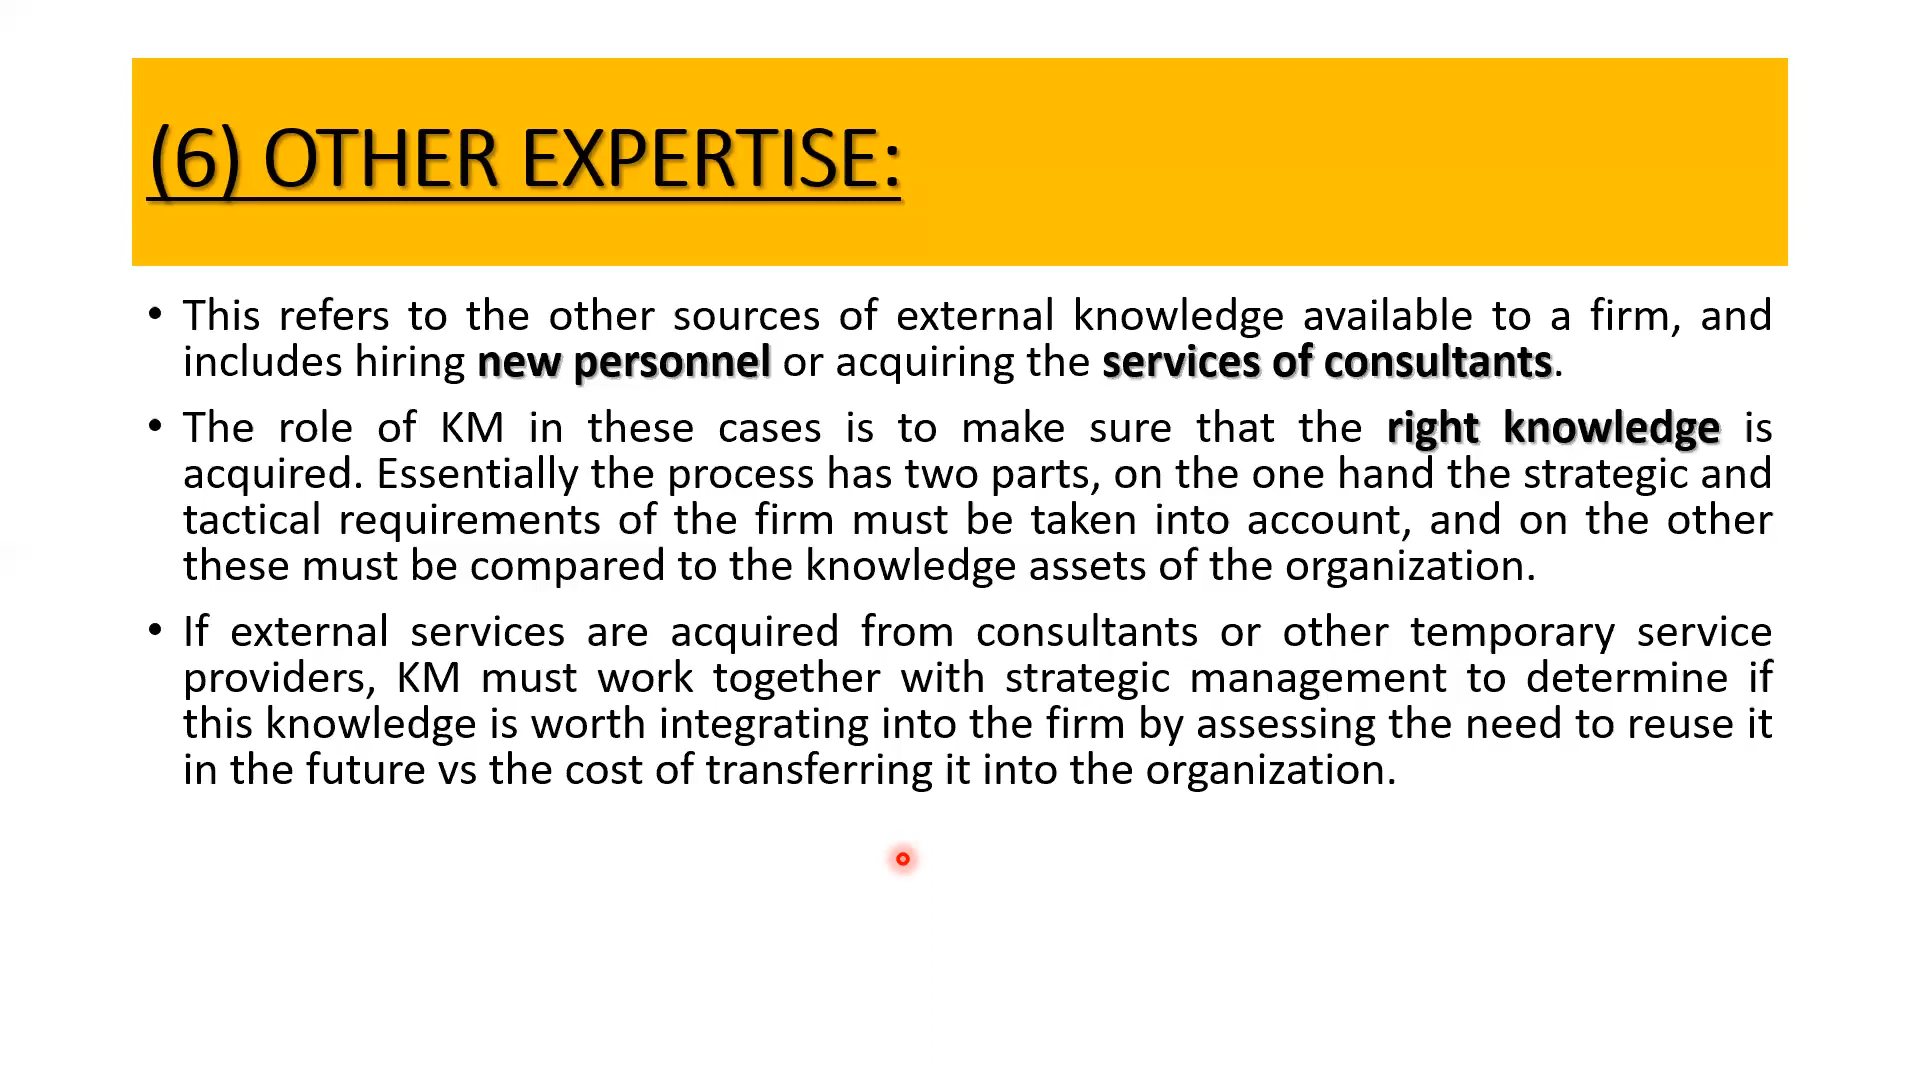 (6) OTHER EXPERTISE:
• This refers to the other sources of external knowledge available to a firm, and
includes hiring new personnel or acquiring the services of consultants.
• The role of KM in these cases is to make sure that the right knowledge is
acquired. Essentially the process has two parts, on the one hand the strategic and
tactical requirements of the firm must be taken into account, and on the other
these must be compared to the knowledge assets of the organization.
• If external services are acquired from consultants or other temporary service
providers, KM must work together with strategic management to determine if
this knowledge is worth integrating into the firm by assessing the need to reuse it
in the future vs the cost of transferring it into the organization.